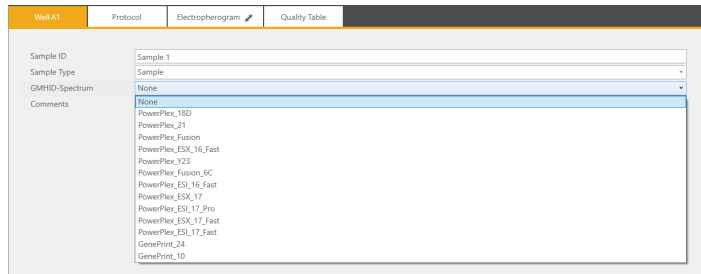 Well A1 Protocol Electropherogram Quality Table
Sample ID Sample 1
Sample Type Sample
GMHID-Spectrum None
Comments None
PowerPlex_18D
PowerPlex_21
PowerPlex_Fusion
PowerPlex_ESX_16_Fast
PowerPlex_Y23
PowerPlex_Fusion_6C
PowerPlex_ESI_16_Fast
PowerPlex_ESX_17
PowerPlex_ESI_17_Pro
PowerPlex_ESX_17_Fast
PowerPlex_ESI_17_Fast
GenePrint_24
GenePrint_10